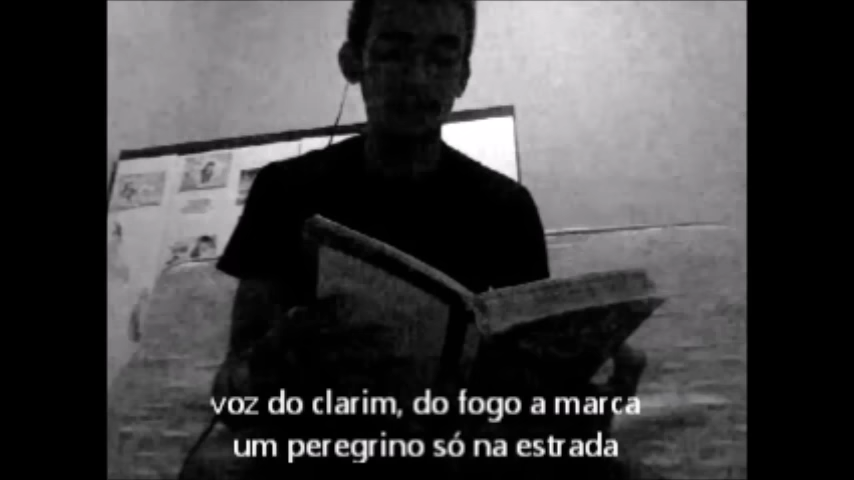 voz do clarim, do fogo a marca
um peregrino só na estrada